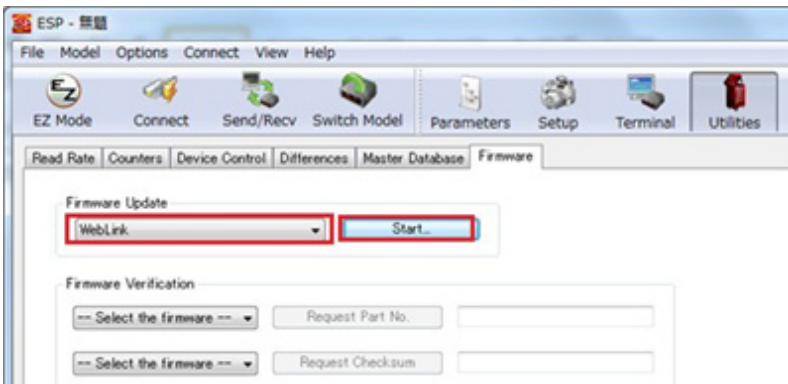 ESP - 無題
File Model Options Connect View Help
EZ
EZ Mode Connect Send/Recv Switch Model Parameters Setup Terminal Utilities
Read Rate Counters Device Control Differences Master Database Firmware
Firmware Update
WebLink Start...
Firmware Verification
-- Select the firmware -- Request Part No.
-- Select the firmware -- Request Checksum